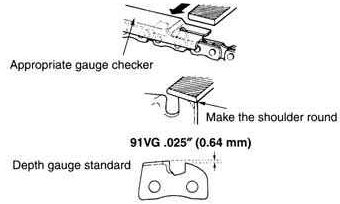 Appropriate gauge checker
Make the shoulder round
91VG .025″ (0.64 mm)
Depth gauge standard